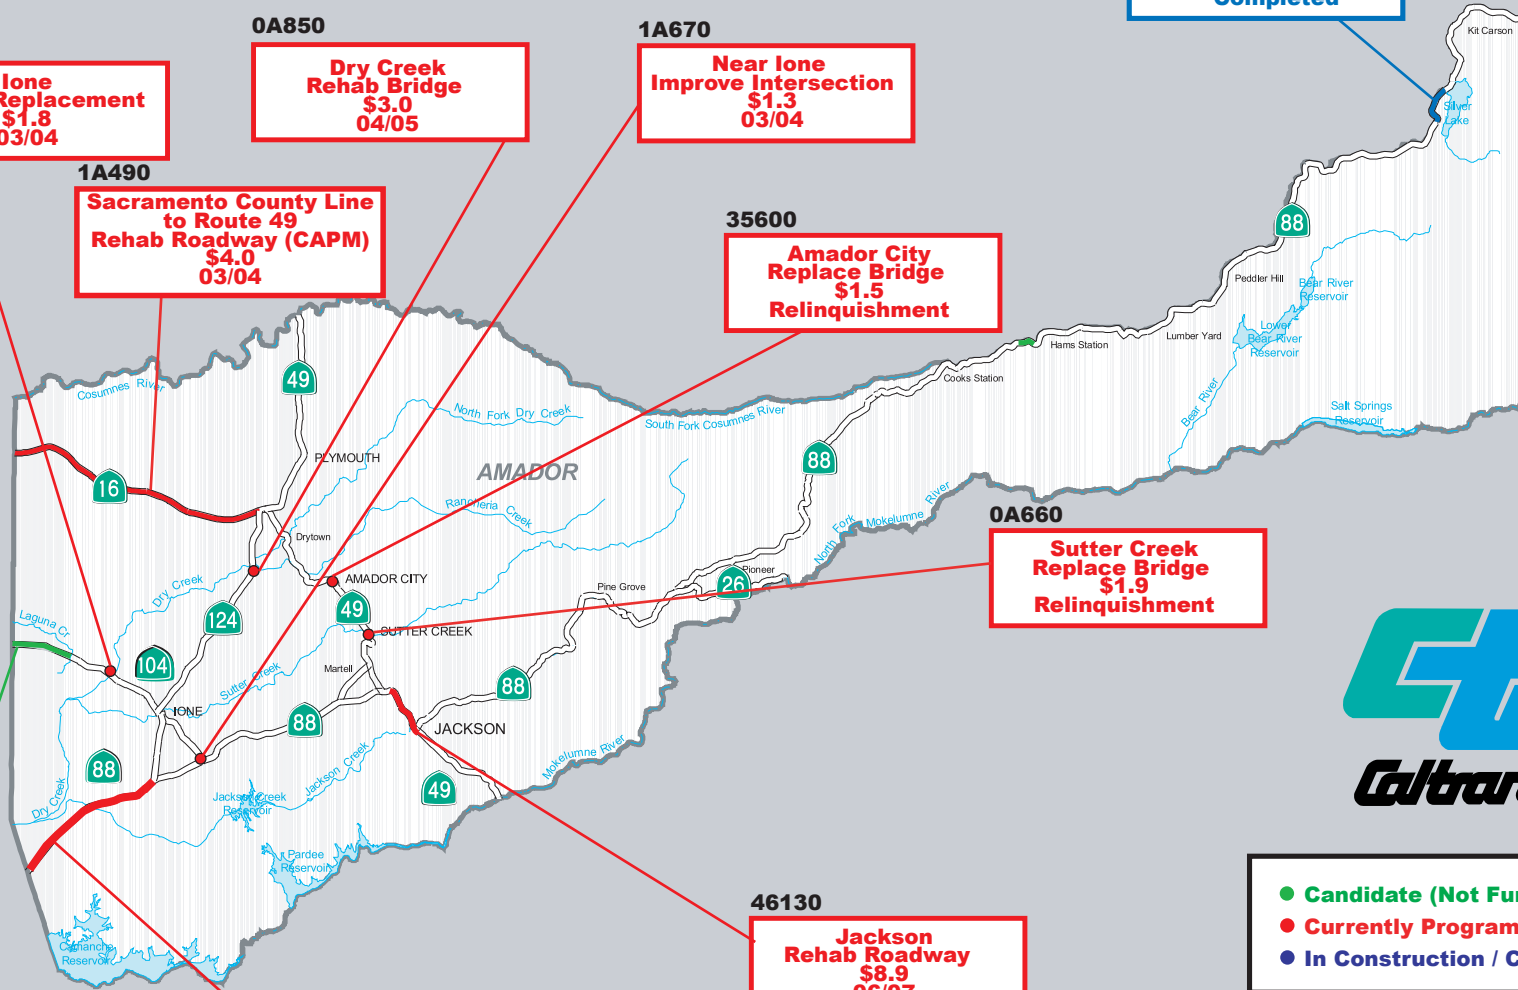 Completed
0A850
Dry Creek
Rehab Bridge
$3.0
04/05
1A670
Near Ione
Improve Intersection
$1.3
03/04
Ione
Replacement
$1.8
03/04
1A490
Sacramento County Line
to Route 49
Rehab Roadway (CAPM)
$4.0
03/04
35600
Amador City
Replace Bridge
$1.5
Relinquishment
0A660
Sutter Creek
Replace Bridge
$1.9
Relinquishment
46130
Jackson
Rehab Roadway
$8.9
06/07
Kit Carson
Silver
Lake
88
Peddler Hill
Bear River
Reservoir
Lower
Bear River
Reservoir
Lumber Yard
Hams Station
Cooks Station
Bear River
Salt Springs
Reservoir
49
Cosumnes River
North Fork Dry Creek
South Fork Cosumnes River
PLYMOUTH
AMADOR
88
16
Rancheria Creek
North Fork Mokelumne River
Drytown
Dry Creek
AMADOR CITY
Pine Grove
Pioneer
26
49
124
Laguna Cr
SUTTER CREEK
104
Martell
Sutter Creek
88
IONE
88
JACKSON
88
Mokelumne River
Jackson Creek
49
Dry Creek
Jackson Creek
Reservoir
Pardee
Reservoir
Camanche
Reservoir
Caltran
Candidate (Not Fu
Currently Program
In Construction / C